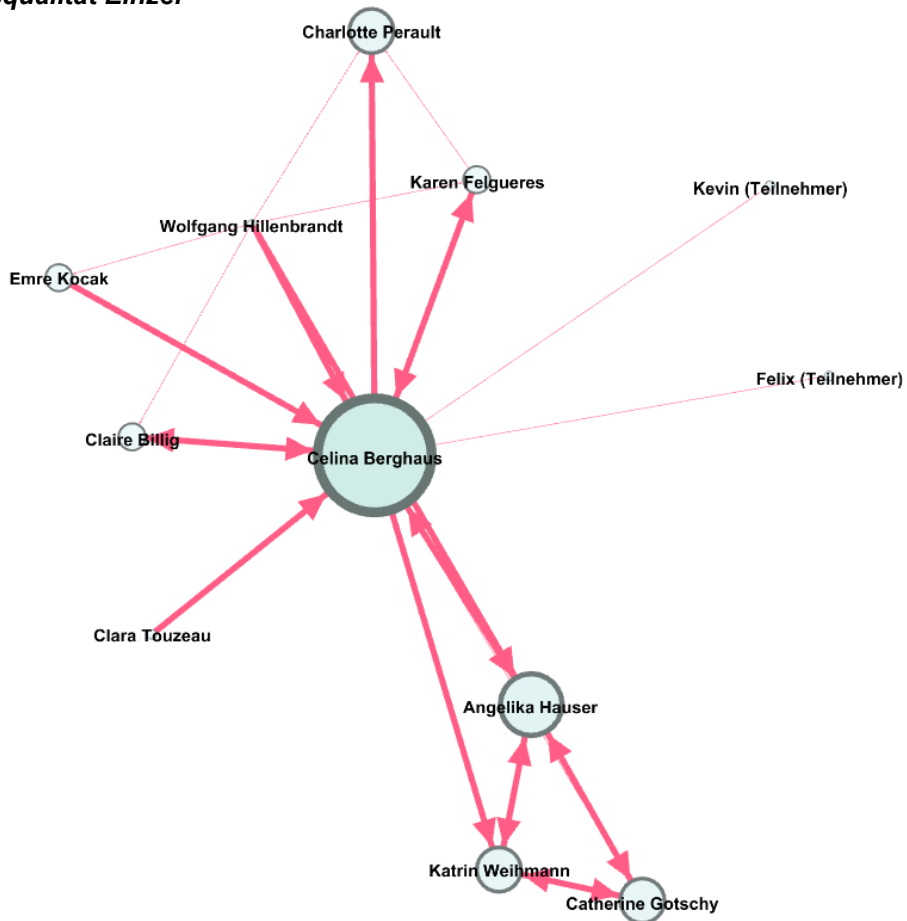 Einzel
Charlotte Perault
Karen Felgueres
Kevin (Teilnehmer)
Wolfgang Hillenbrandt
Emre Kocak
Felix (Teilnehmer)
Claire Billig
Celina Berghaus
Clara Touzeau
Angelika Hauser
Katrin Weihmann
Catherine Gotschy